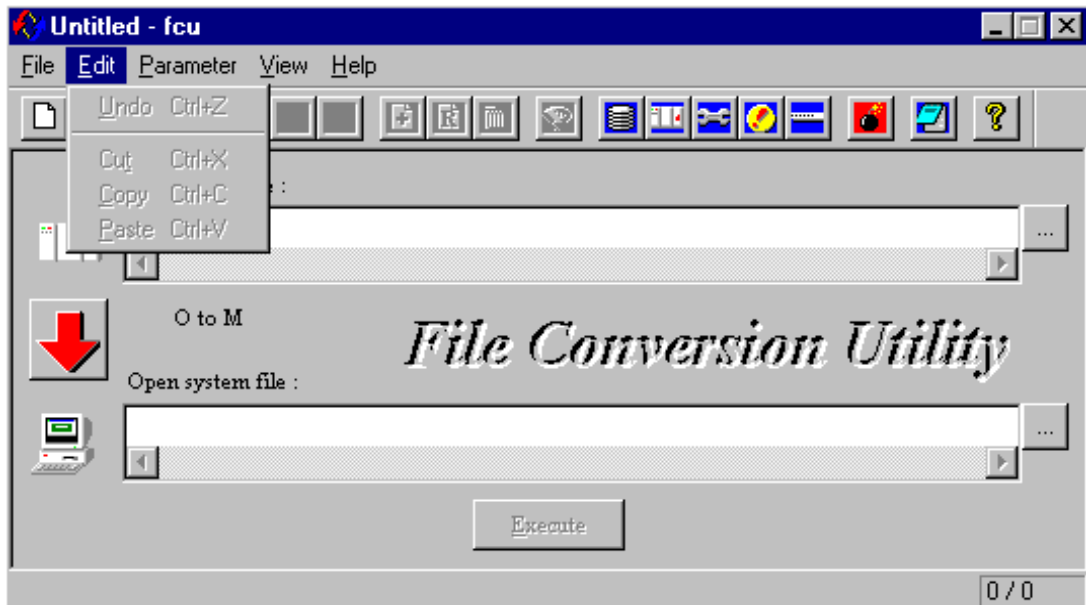 Untitled - fcu
File Edit Parameter View Help
Undo Ctrl+Z
Cut Ctrl+X
Copy Ctrl+C
Paste Ctrl+V
:
...
O to M
File Conversion Utility
Open system file :
...
Execute
0 / 0